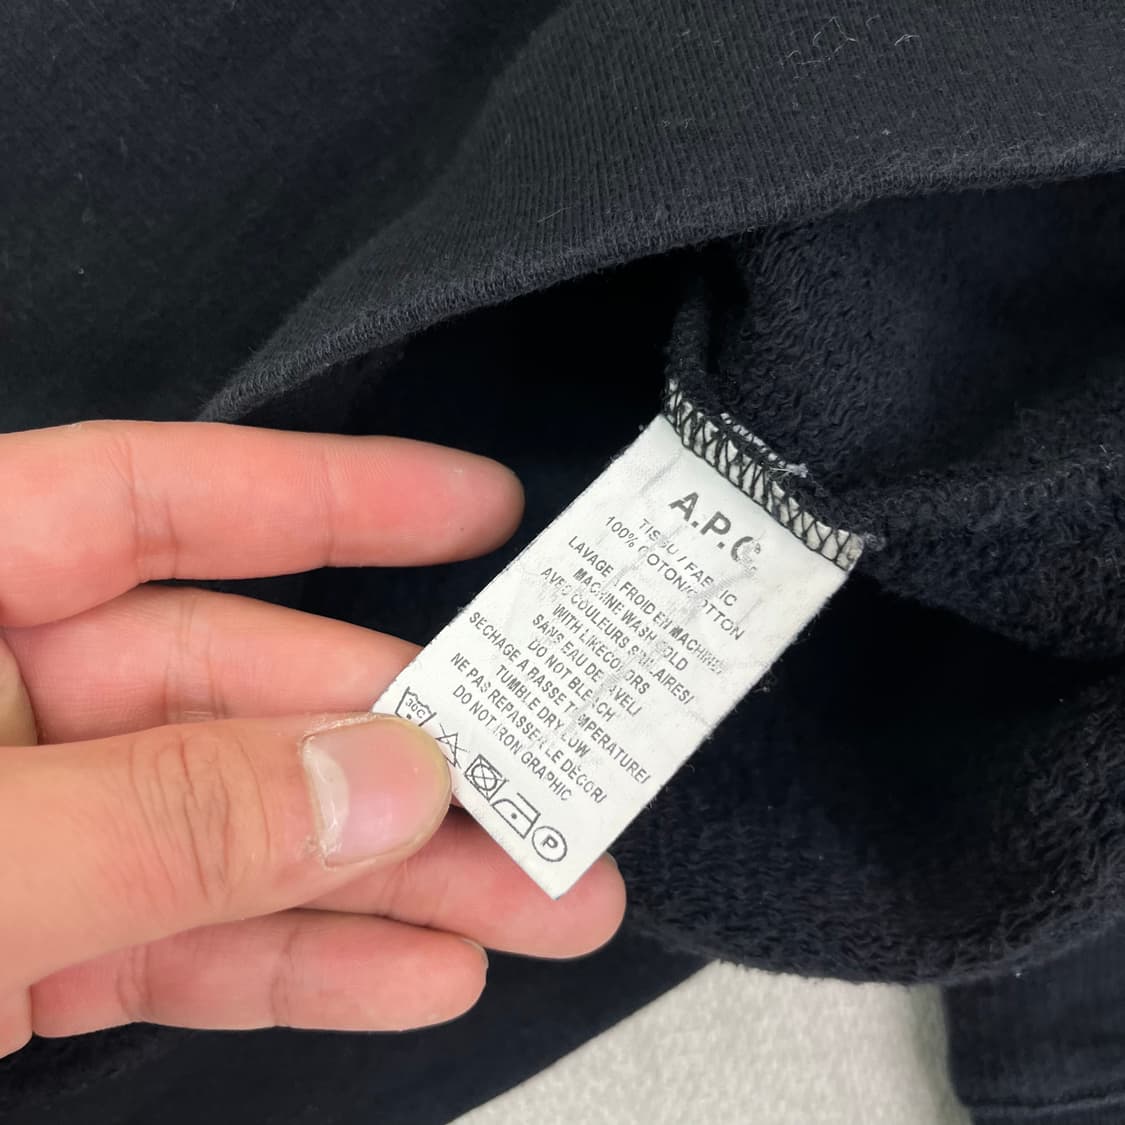 A.P.C.
TISSU / FABRIC
100% COTON/COTTON
LAVAGE FROID EN MACHINE/
MACHINE WASH COLD
AVEC COULEURS SIMILAIRES/
WITH LIKE COLORS
SANS EAU DE JAVEL/
DO NOT BLEACH
SECHAGE A BASSE TEMPERATURE/
TUMBLE DRY LOW
NE PAS REPASSER LE DECOR/
DO NOT IRON GRAPHIC
30C
P